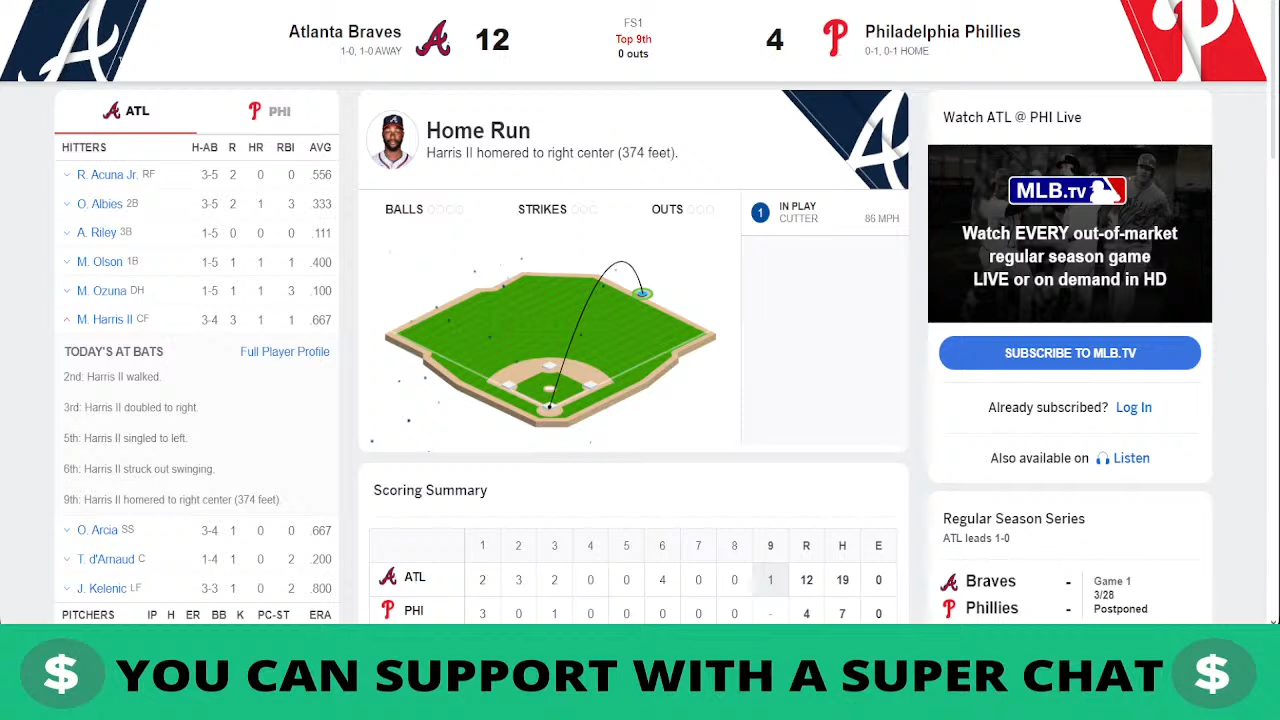 Atlanta Braves
1-0, 1-0 AWAY
12
FS1
Top 9th
0 outs
4
Philadelphia Phillies
0-1, 0-1 HOME
ATL
PHI
HITTERS H-AB R HR RBI AVG
R. Acuna Jr. RF 3-5 2 0 0 .556
O. Albies 2B 3-5 2 1 3 .333
A. Riley 3B 1-5 0 0 0 .111
M. Olson 1B 1-5 1 1 1 .400
M. Ozuna DH 1-5 1 1 3 .100
M. Harris II CF 3-4 3 1 1 .667
TODAY'S AT BATS Full Player Profile
2nd: Harris II walked.
3rd: Harris II doubled to right.
5th: Harris II singled to left.
6th: Harris II struck out swinging.
9th: Harris II homered to right center (374 feet).
O. Arcia SS 3-4 1 0 0 .667
T. d'Arnaud C 1-4 1 0 2 .200
J. Kelenic LF 3-3 1 0 2 .800
PITCHERS IP H ER BB K PC-ST ERA
Home Run
Harris II homered to right center (374 feet).
BALLS STRIKES OUTS
1 IN PLAY
CUTTER 86 MPH
Scoring Summary
1 2 3 4 5 6 7 8 9 R H E
ATL 2 3 2 0 0 4 0 0 1 12 19 0
PHI 3 0 1 0 0 0 0 0 - 4 7 0
Watch ATL @ PHI Live
MLB.TV
Watch EVERY out-of-market
regular season game
LIVE or on demand in HD
SUBSCRIBE TO MLB.TV
Already subscribed? Log In
Also available on Listen
Regular Season Series
ATL leads 1-0
Braves -
Phillies -
Game 1
3/28
Postponed
$ YOU CAN SUPPORT WITH A SUPER CHAT $